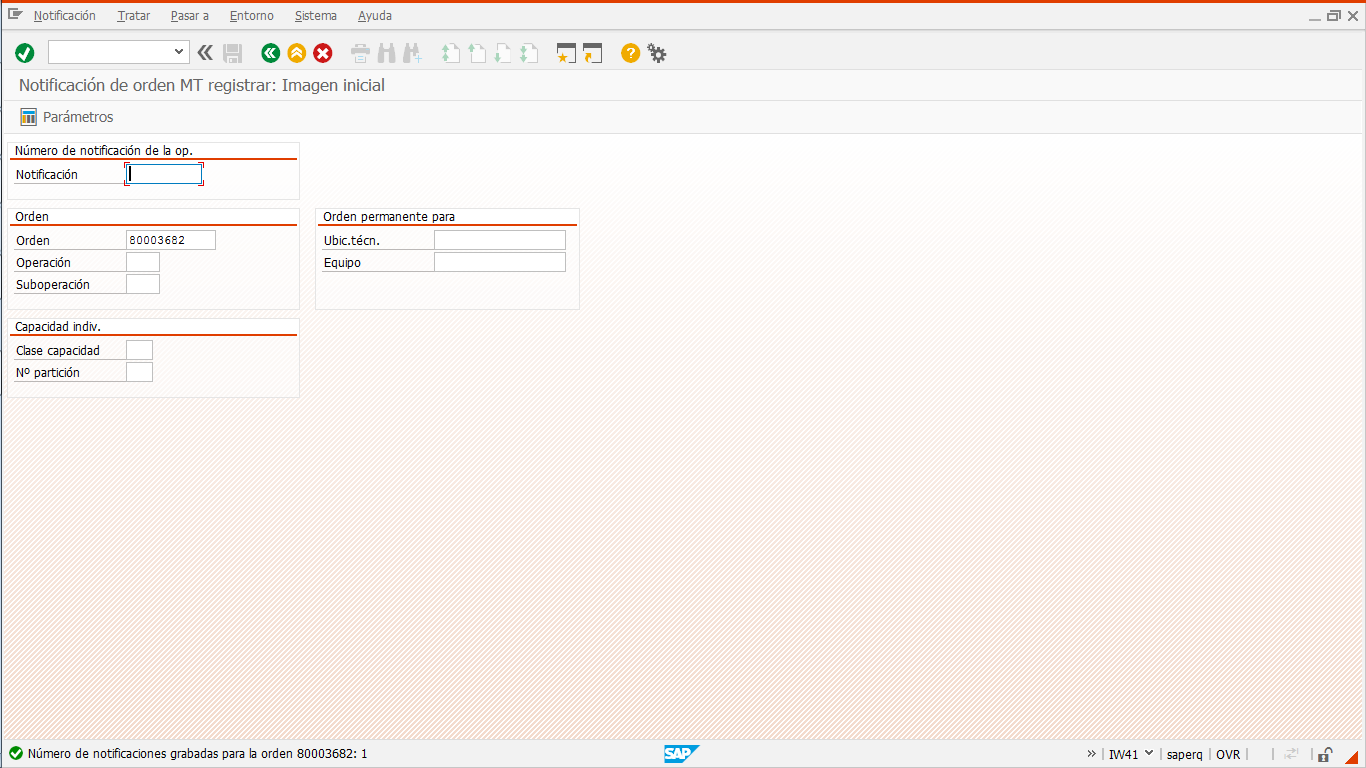 Notificación Tratar Pasar a Entorno Sistema Ayuda
Notificación de orden MT registrar: Imagen inicial
Parámetros
Número de notificación de la op.
Notificación
Orden
Orden 80003682
Operación
Suboperación
Orden permanente para
Ubic.técn.
Equipo
Capacidad indiv.
Clase capacidad
Nº partición
Número de notificaciones grabadas para la orden 80003682: 1
SAP
IW41 saperq OVR